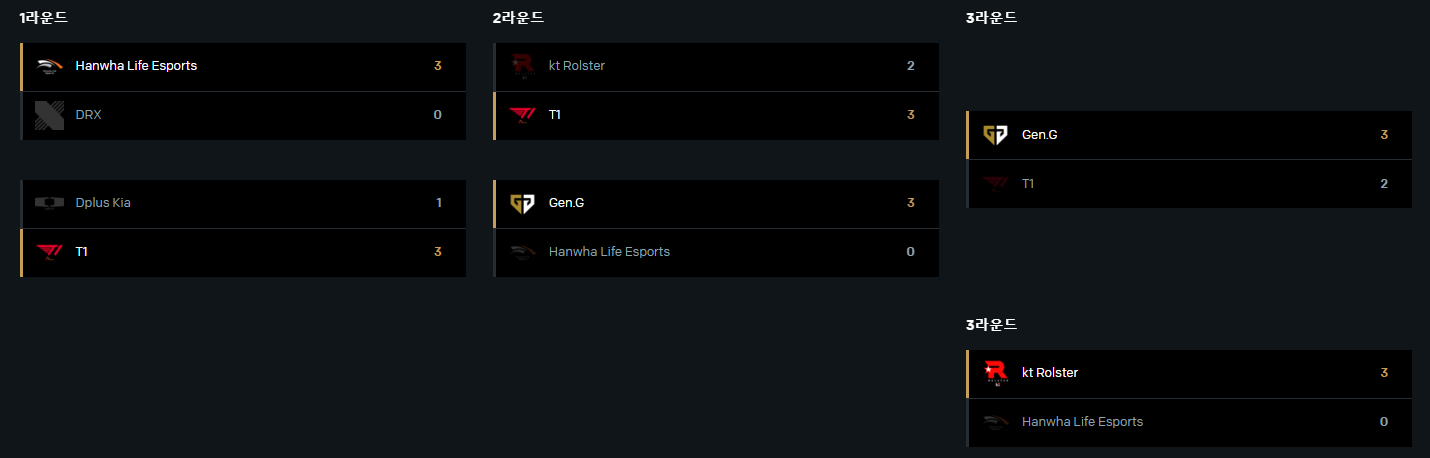 1라운드
Hanwha Life Esports 3
DRX 0
Dplus Kia 1
T1 3
2라운드
kt Rolster 2
T1 3
Gen.G 3
Hanwha Life Esports 0
3라운드
Gen.G 3
T1 2
3라운드
kt Rolster 3
Hanwha Life Esports 0